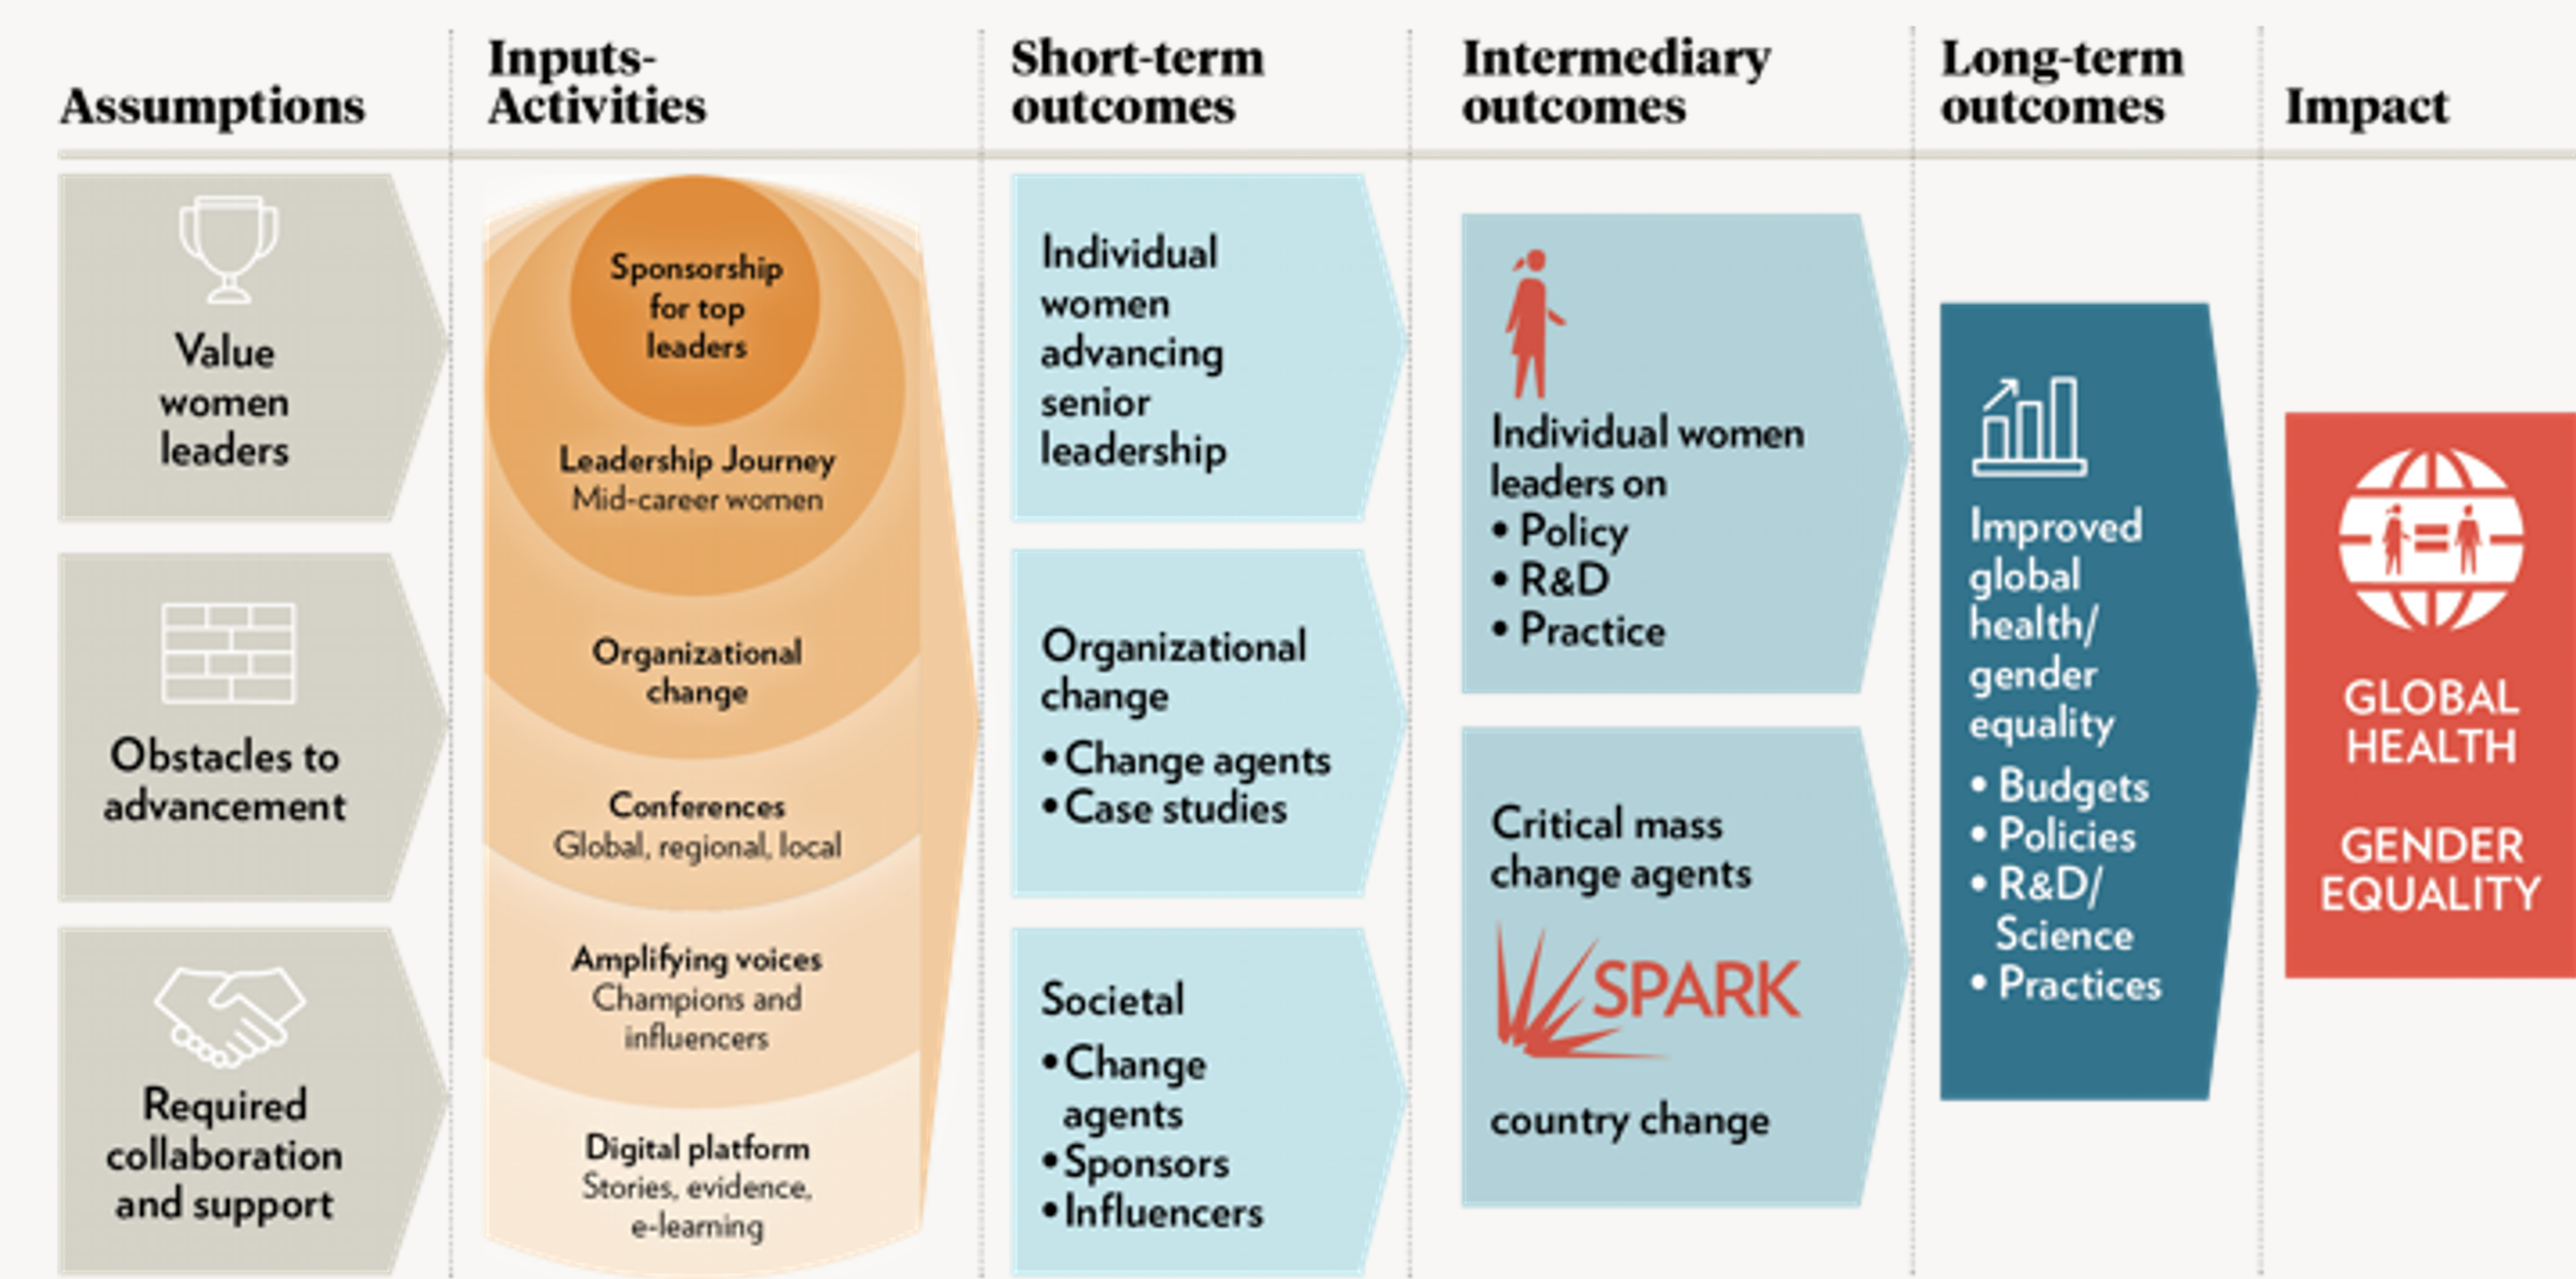 Assumptions
Inputs-
Activities
Short-term
outcomes
Intermediary
outcomes
Long-term
outcomes
Impact
Value
women
leaders
Obstacles to
advancement
Required
collaboration
and support
Sponsorship
for top
leaders
Leadership Journey
Mid-career women
Organizational
change
Conferences
Global, regional, local
Amplifying voices
Champions and
influencers
Digital platform
Stories, evidence,
e-learning
Individual
women
advancing
senior
leadership
Organizational
change
• Change agents
• Case studies
Societal
• Change
agents
• Sponsors
• Influencers
Individual women
leaders on
• Policy
• R&D
• Practice
Critical mass
change agents
SPARK
country change
Improved
global
health/
gender
equality
• Budgets
• Policies
• R&D/
Science
• Practices
GLOBAL
HEALTH
GENDER
EQUALITY